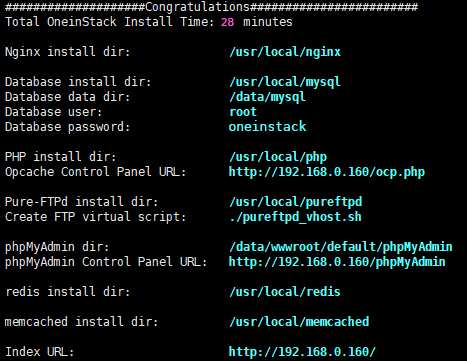 ####################Congratulations########################
Total OneinStack Install Time: 28 minutes
Nginx install dir: /usr/local/nginx
Database install dir: /usr/local/mysql
Database data dir: /data/mysql
Database user: root
Database password: oneinstack
PHP install dir: /usr/local/php
Opcache Control Panel URL: http://192.168.0.160/ocp.php
Pure-FTPd install dir: /usr/local/pureftpd
Create FTP virtual script: ./pureftpd_vhost.sh
phpMyAdmin dir: /data/wwwroot/default/phpMyAdmin
phpMyAdmin Control Panel URL: http://192.168.0.160/phpMyAdmin
redis install dir: /usr/local/redis
memcached install dir: /usr/local/memcached
Index URL: http://192.168.0.160/